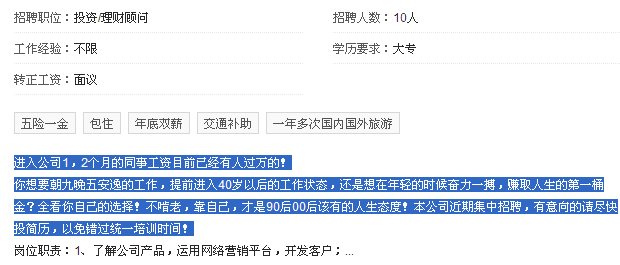 招聘职位：投资/理财顾问 招聘人数：10人
工作经验：不限 学历要求：大专
转正工资：面议
五险一金 包住 年底双薪 交通补助 一年多次国内国外旅游
进入公司1，2个月的同事工资目前已经有人过万的！
你想要朝九晚五安逸的工作，提前进入40岁以后的工作状态，还是想在年轻的时候奋力一搏，赚取人生的第一桶
金？全看你自己的选择！不啃老，靠自己，才是90后00后该有的人生态度！本公司近期集中招聘，有意向的请尽快
投简历，以免错过统一培训时间！
岗位职责：1、了解公司产品，运用网络营销平台，开发客户；...